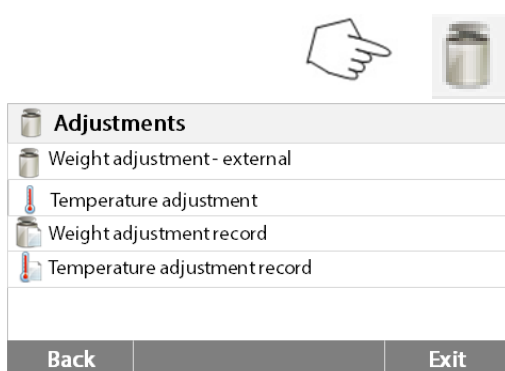 Adjustments
Weight adjustment - external
Temperature adjustment
Weight adjustment record
Temperature adjustment record
Back Exit